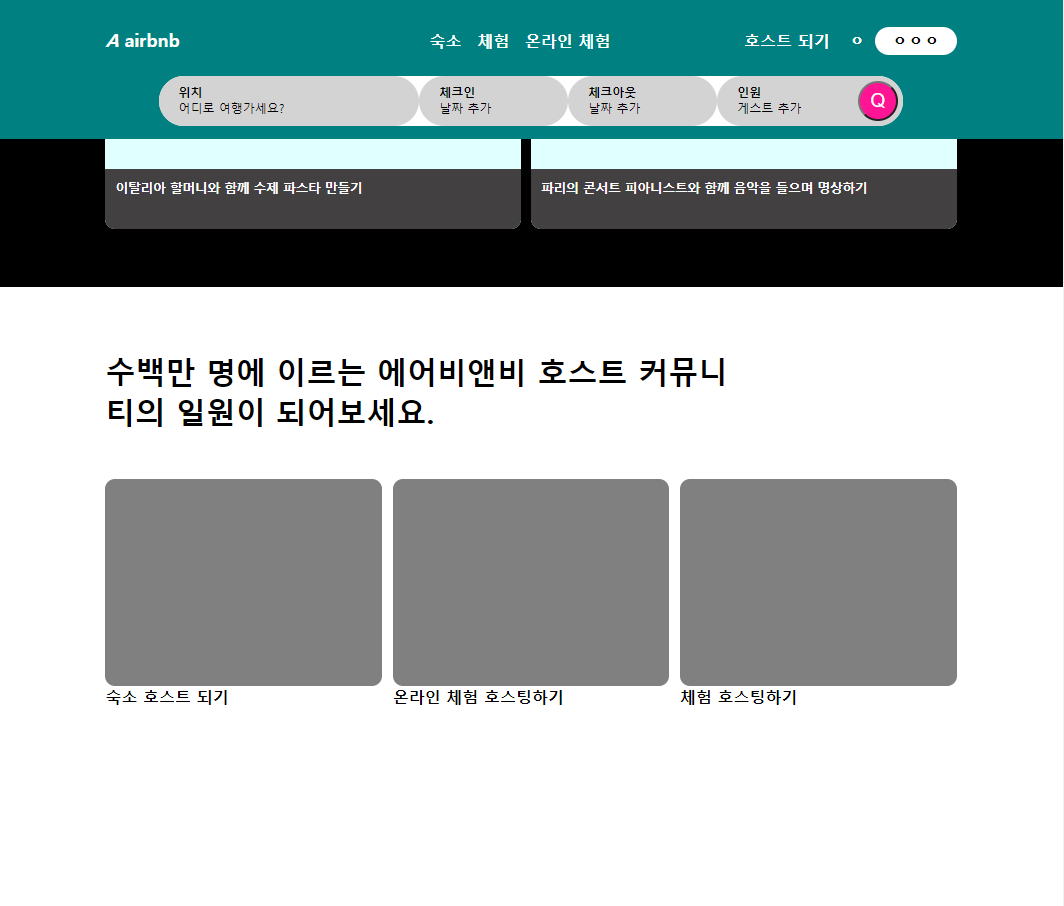 A airbnb
숙소 체험 온라인 체험
호스트 되기 ㅇ ㅇ ㅇ ㅇ
위치
어디로 여행가세요?
체크인
날짜 추가
체크아웃
날짜 추가
인원
게스트 추가
Q
이탈리아 할머니와 함께 수제 파스타 만들기
파리의 콘서트 피아니스트와 함께 음악을 들으며 명상하기
수백만 명에 이르는 에어비앤비 호스트 커뮤니
티의 일원이 되어보세요.
숙소 호스트 되기
온라인 체험 호스팅하기
체험 호스팅하기